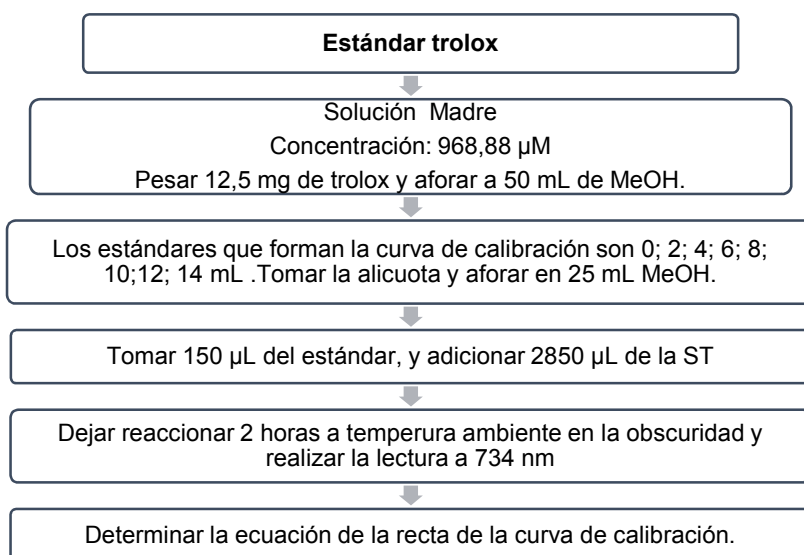 Estándar trolox
Solución Madre
Concentración: 968,88 µM
Pesar 12,5 mg de trolox y aforar a 50 mL de MeOH.
Los estándares que forman la curva de calibración son 0; 2; 4; 6; 8;
10;12; 14 mL .Tomar la alicuota y aforar en 25 mL MeOH.
Tomar 150 µL del estándar, y adicionar 2850 µL de la ST
Dejar reaccionar 2 horas a temperura ambiente en la obscuridad y
realizar la lectura a 734 nm
Determinar la ecuación de la recta de la curva de calibración.